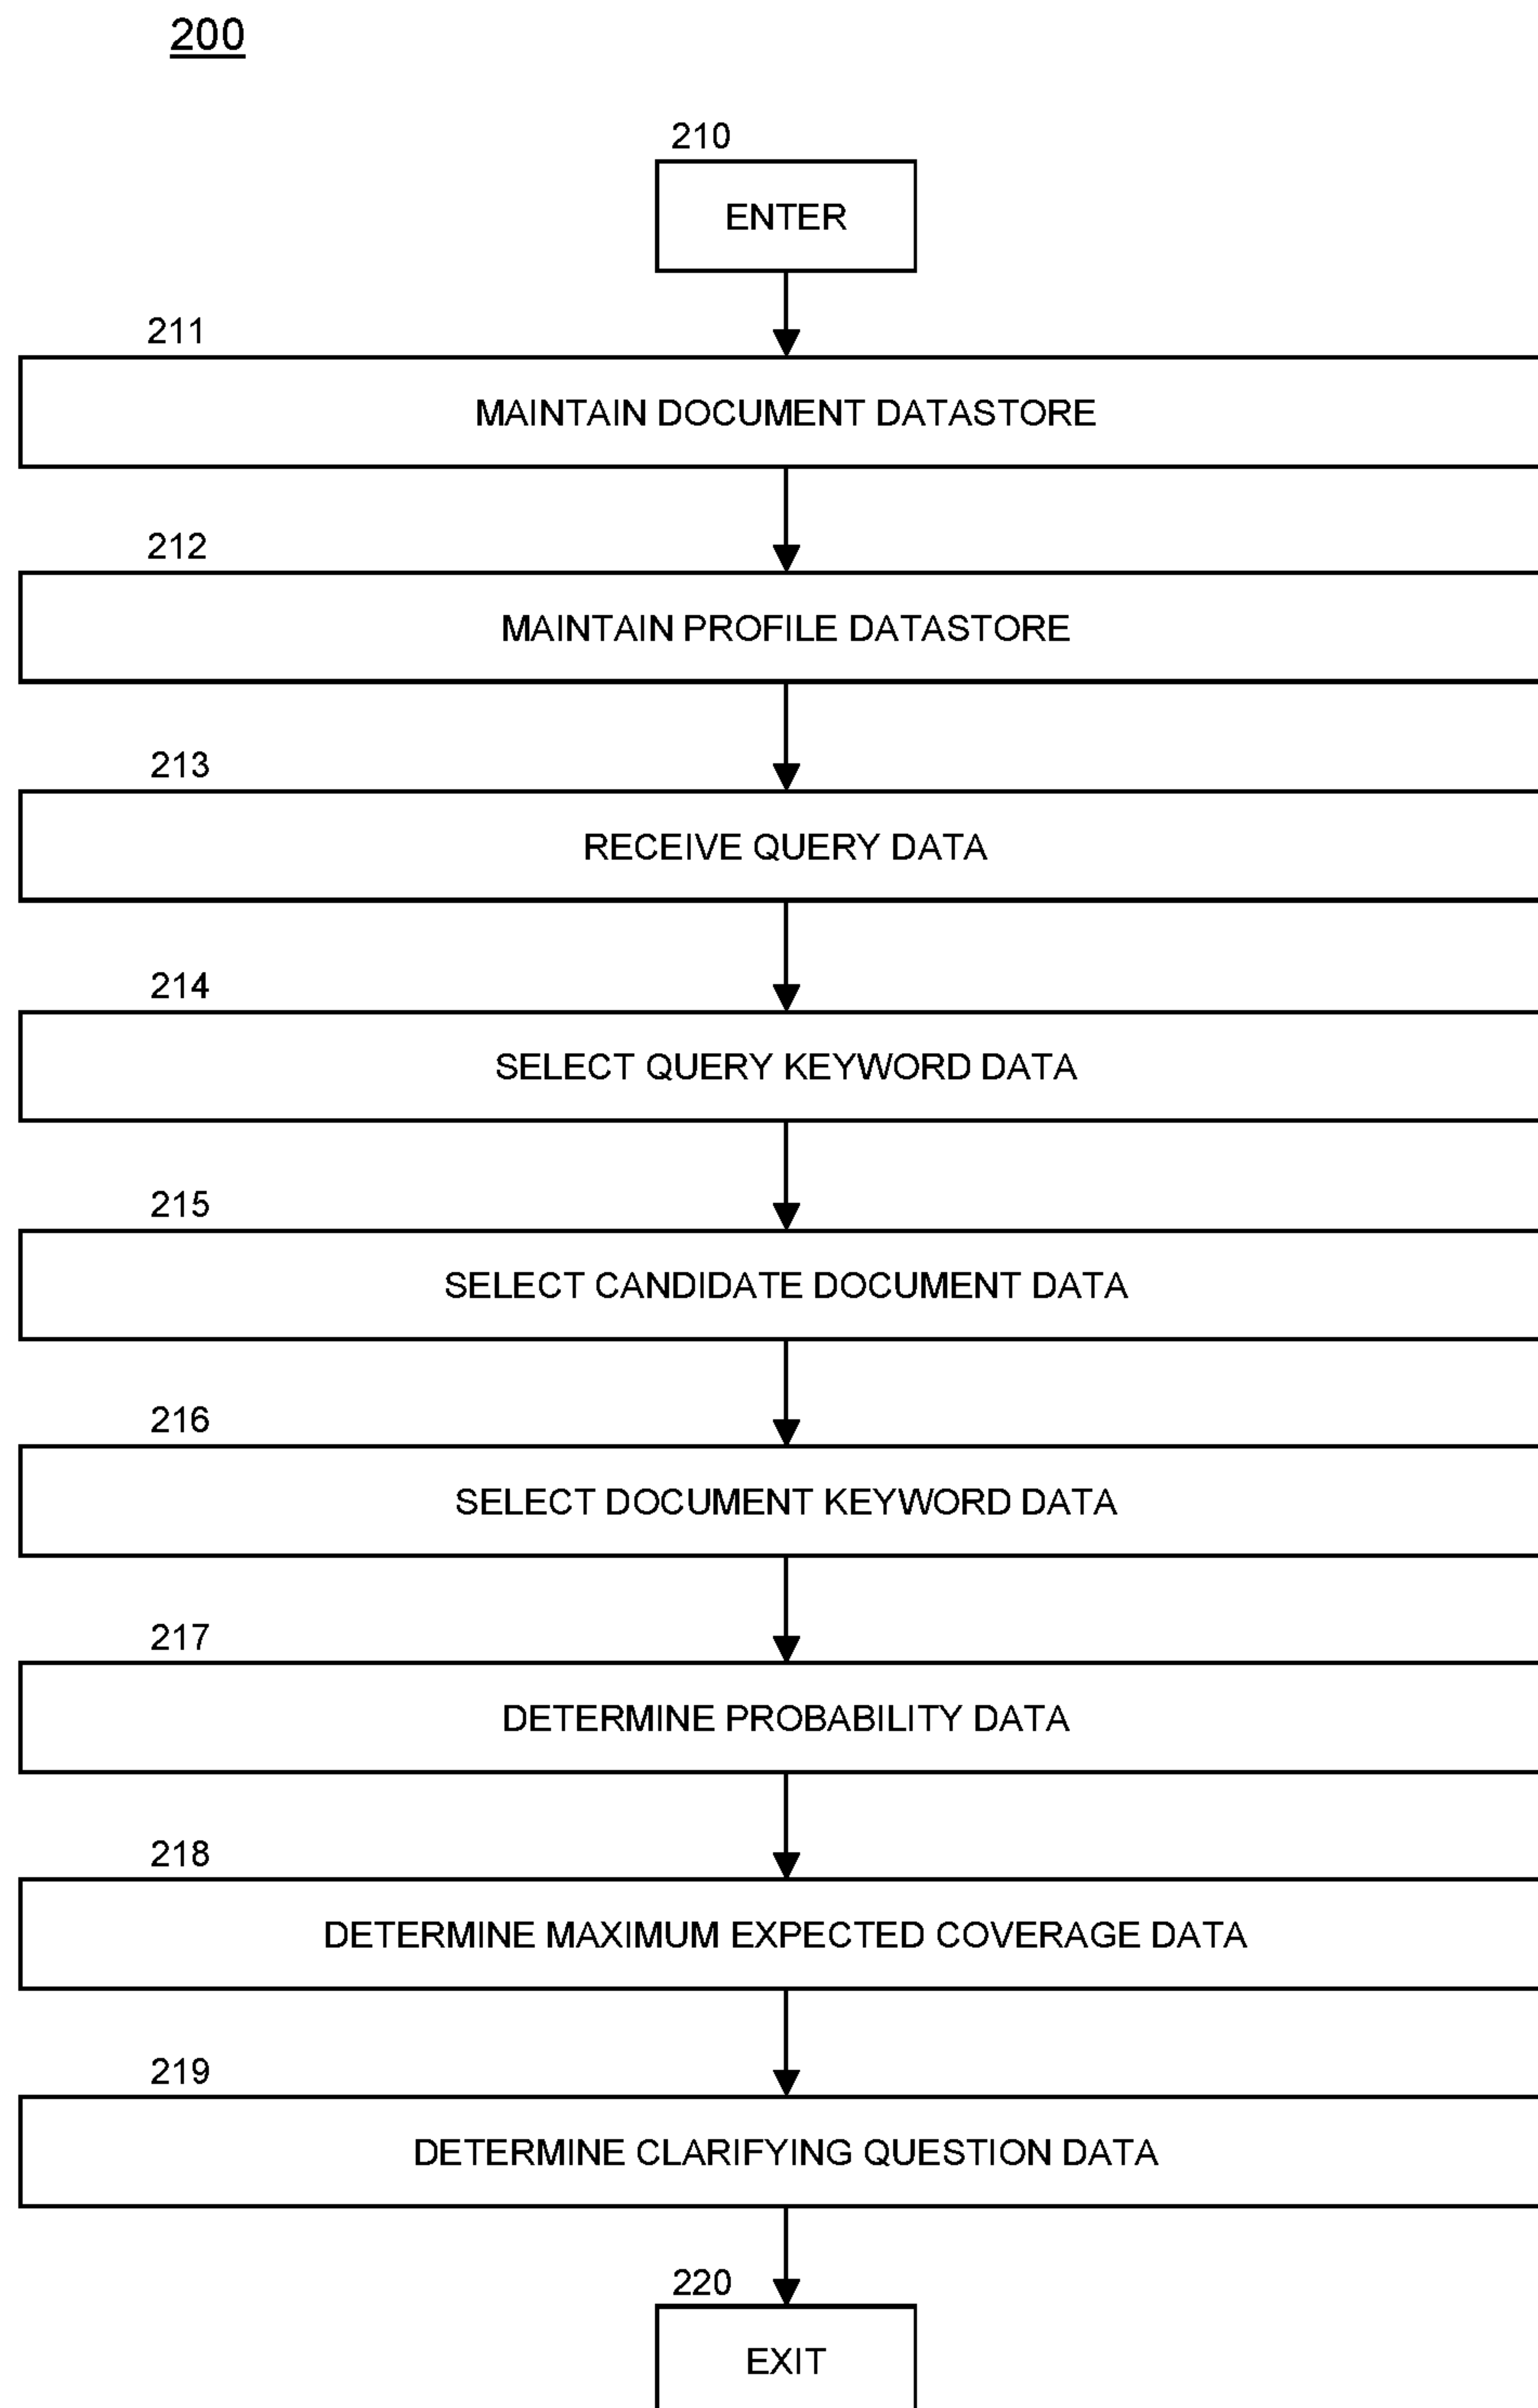 200
210
ENTER
211
MAINTAIN DOCUMENT DATASTORE
212
MAINTAIN PROFILE DATASTORE
213
RECEIVE QUERY DATA
214
SELECT QUERY KEYWORD DATA
215
SELECT CANDIDATE DOCUMENT DATA
216
SELECT DOCUMENT KEYWORD DATA
217
DETERMINE PROBABILITY DATA
218
DETERMINE MAXIMUM EXPECTED COVERAGE DATA
219
DETERMINE CLARIFYING QUESTION DATA
220
EXIT